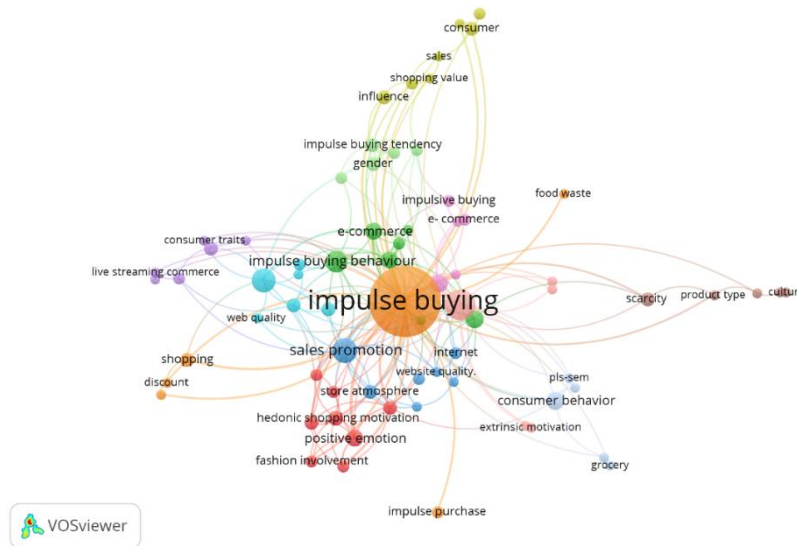 consumer
sales
shopping value
influence
impulse buying tendency
gender
food waste
impulsive buying
e- commerce
e-commerce
consumer traits
impulse buying behaviour
live streaming commerce
scarcity
product type
cultur
impulse buying
web quality
sales promotion
internet
shopping
website quality.
discount
store atmosphere
pls-sem
consumer behavior
hedonic shopping motivation
extrinsic motivation
positive emotion
fashion involvement
grocery
impulse purchase
VOSviewer